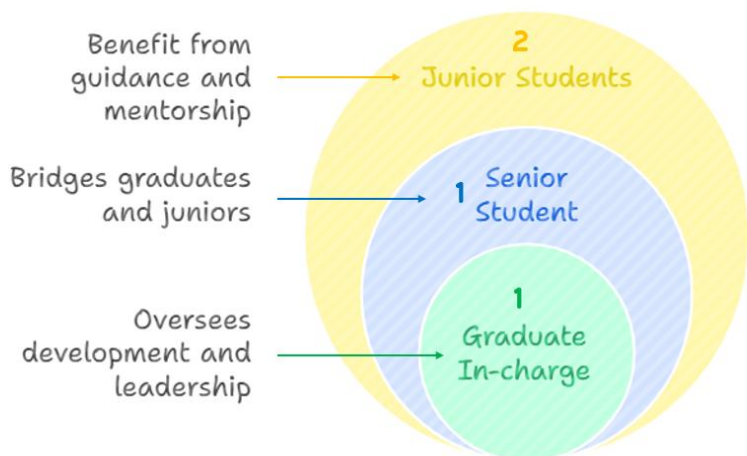 Benefit from
guidance and
mentorship
2
Junior Students
Bridges graduates
and juniors
1 Senior
Student
Oversees
development and
leadership
1
Graduate
In-charge